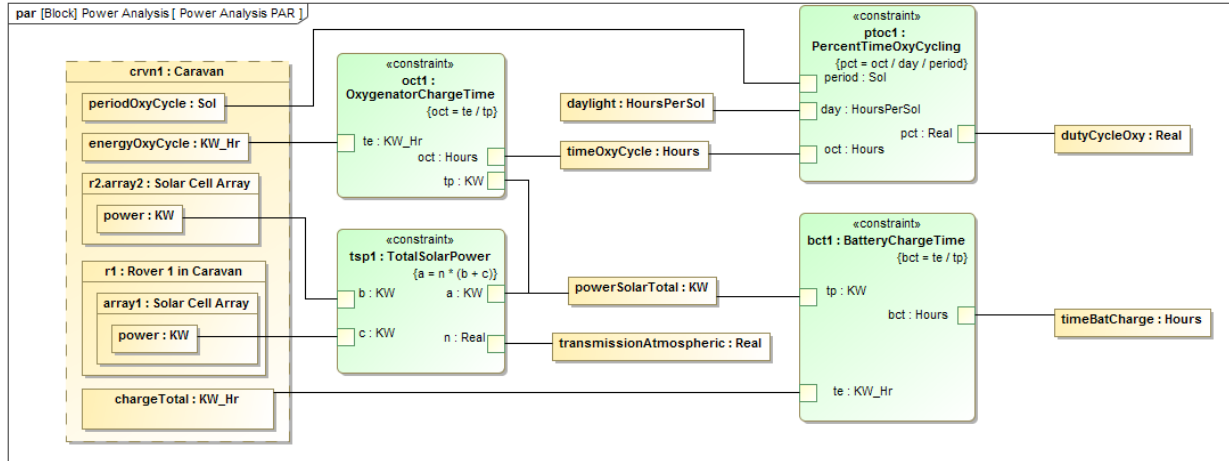 par [Block] Power Analysis [ Power Analysis PAR ]
crvn1 : Caravan
periodOxyCycle : Sol
energyOxyCycle : KW_Hr
r2.array2 : Solar Cell Array
power : KW
r1 : Rover 1 in Caravan
array1 : Solar Cell Array
power : KW
chargeTotal : KW_Hr
«constraint»
oct1 :
OxygenatorChargeTime
{oct = te / tp}
te : KW_Hr
oct : Hours
tp : KW
«constraint»
tsp1 : TotalSolarPower
{a = n * (b + c)}
b : KW
a : KW
c : KW
n : Real
daylight : HoursPerSol
timeOxyCycle : Hours
powerSolarTotal : KW
transmissionAtmospheric : Real
«constraint»
ptoc1 :
PercentTimeOxyCycling
{pct = oct / day / period}
period : Sol
day : HoursPerSol
pct : Real
oct : Hours
«constraint»
bct1 : BatteryChargeTime
{bct = te / tp}
tp : KW
bct : Hours
te : KW_Hr
dutyCycleOxy : Real
timeBatCharge : Hours